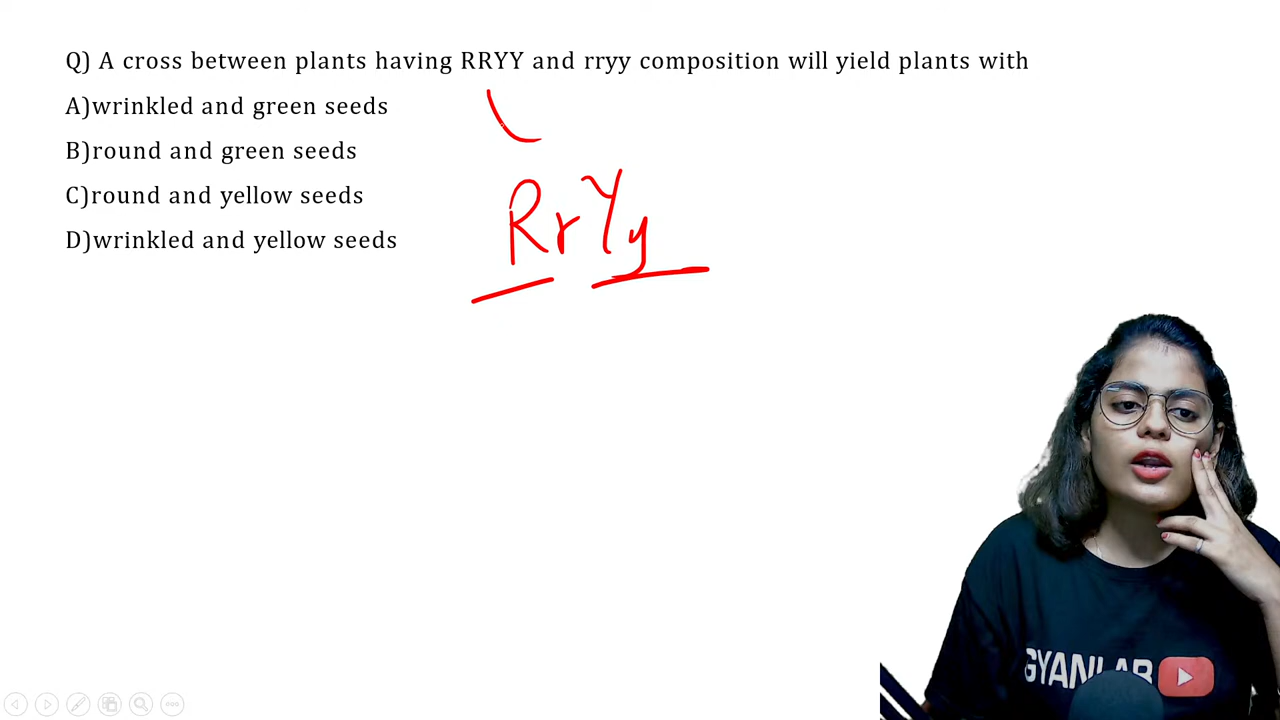 Q) A cross between plants having RRYY and rryy composition will yield plants with
A)wrinkled and green seeds
B)round and green seeds
C)round and yellow seeds
D)wrinkled and yellow seeds
RrYy
GYANLAB